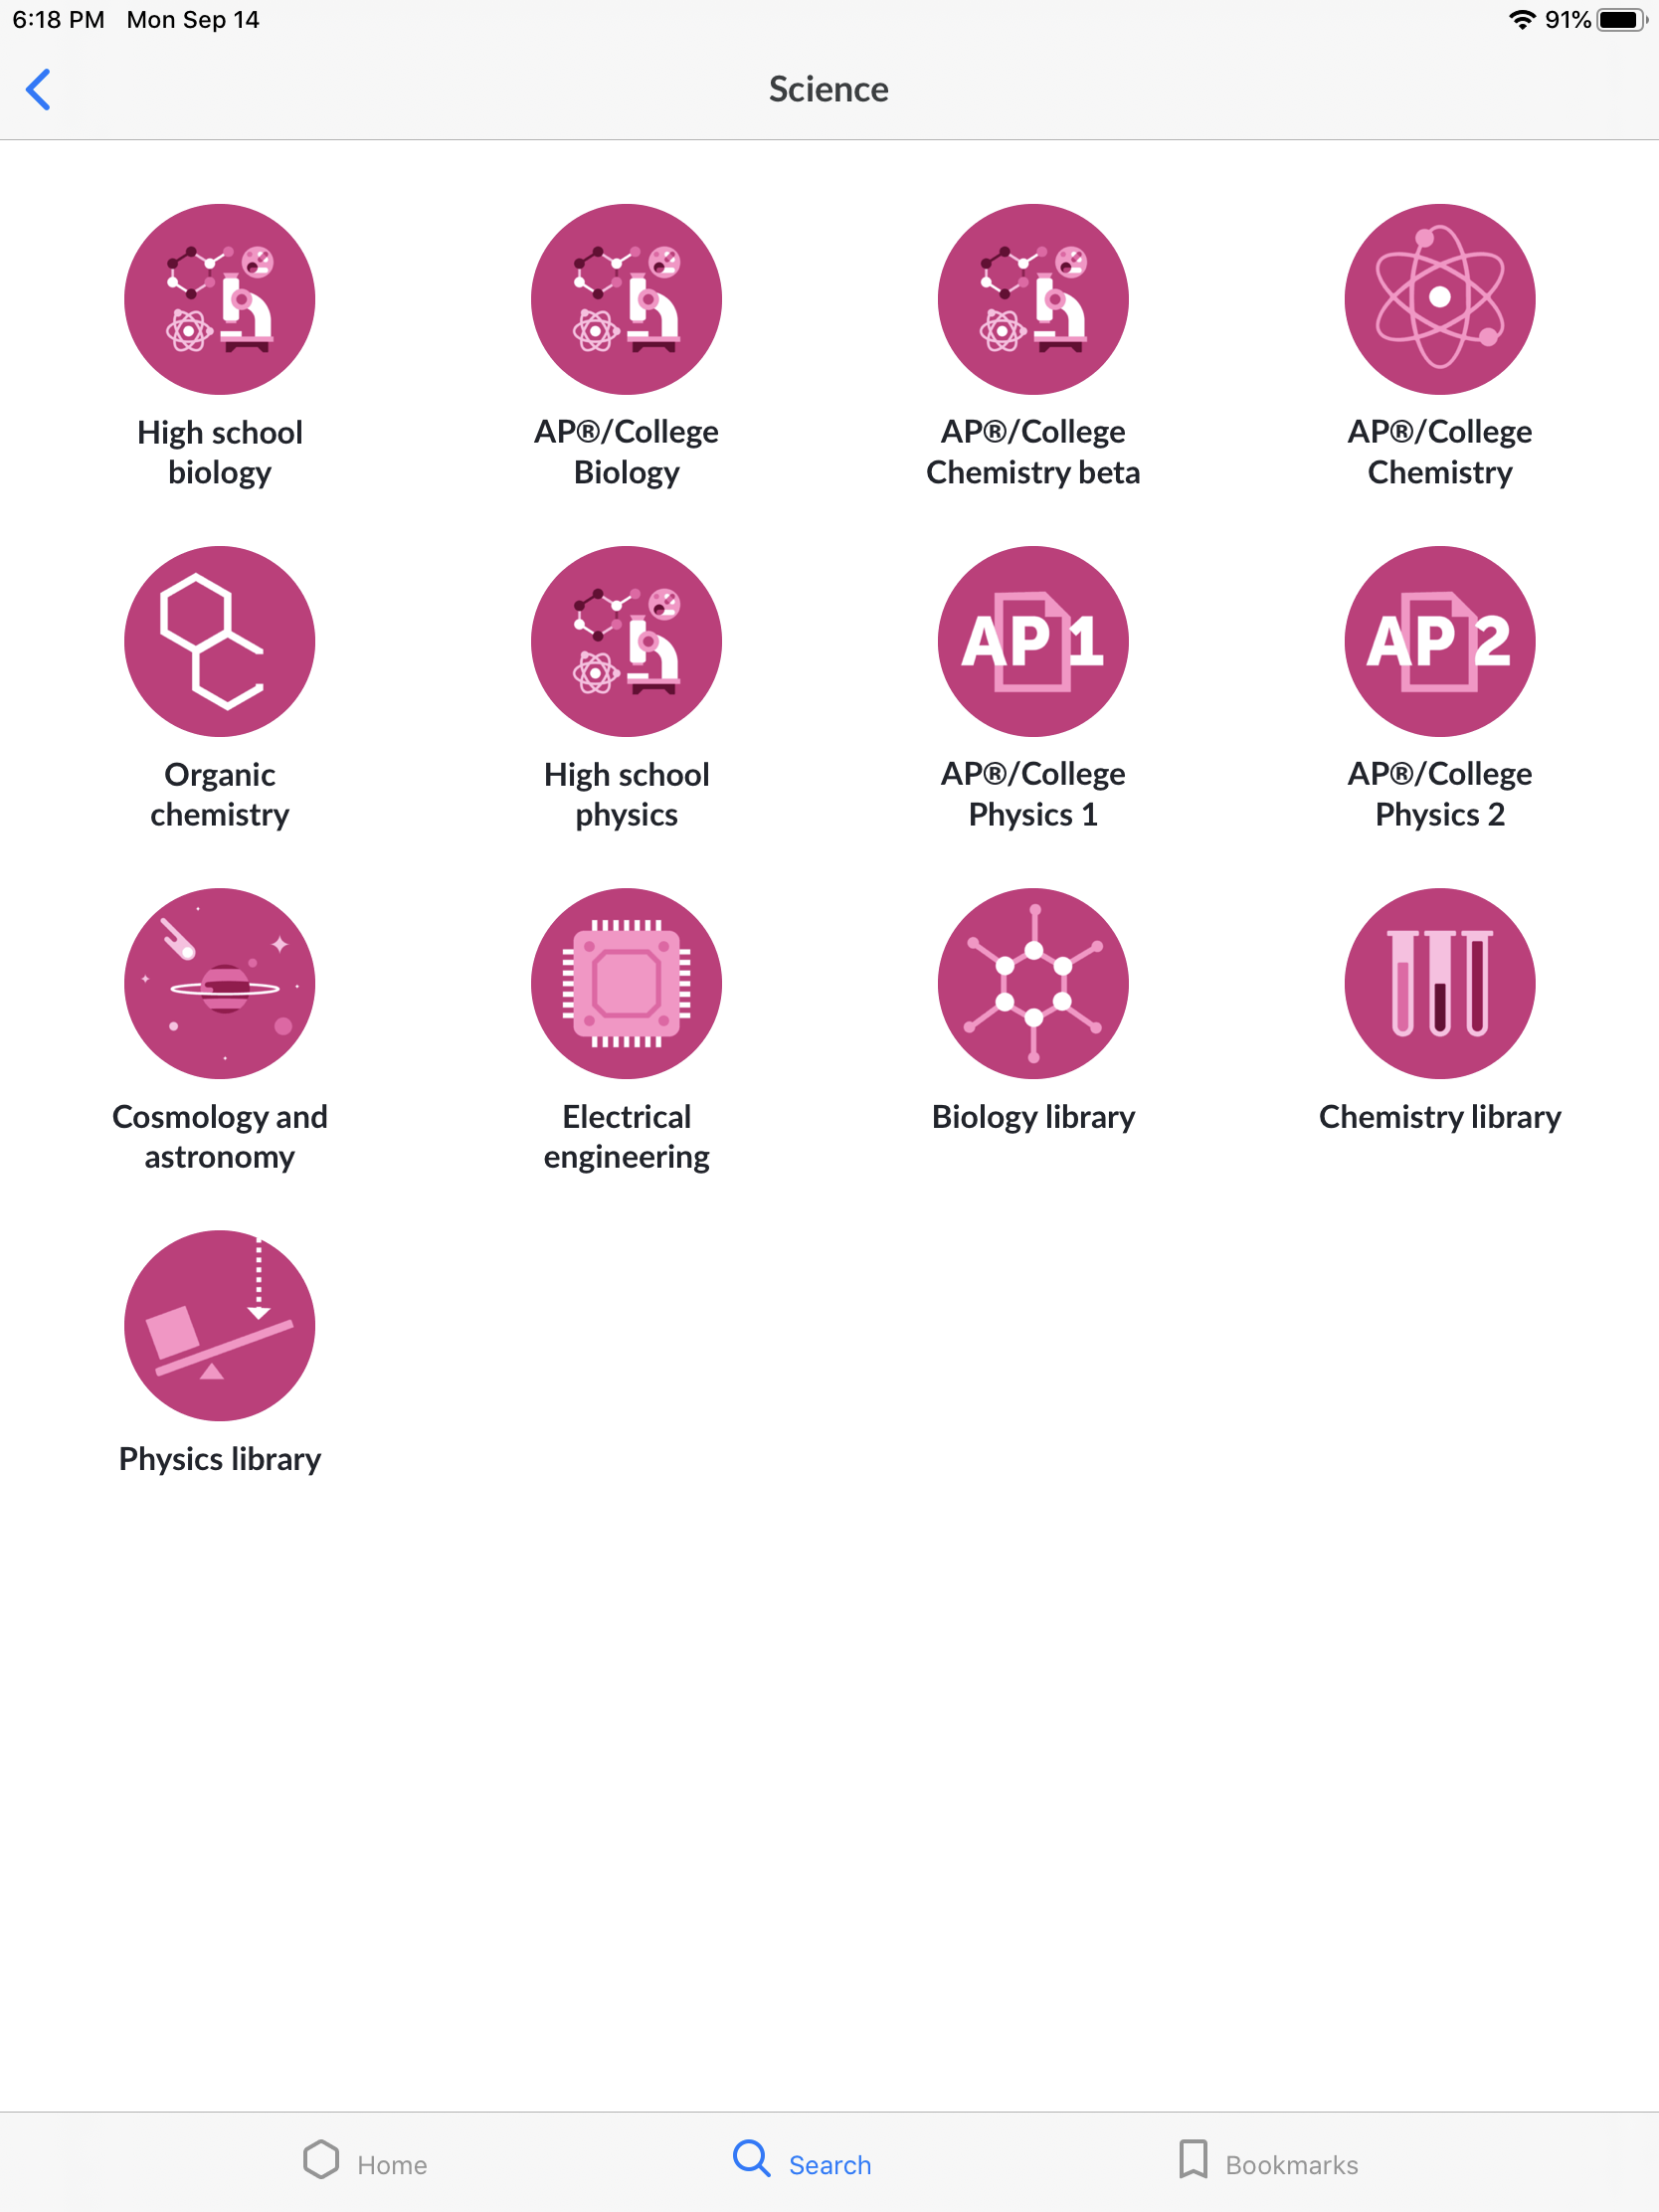 6:18 PM Mon Sep 14 91%
Science
High school
biology
AP®/College
Biology
AP®/College
Chemistry beta
AP®/College
Chemistry
Organic
chemistry
High school
physics
AP 1
AP®/College
Physics 1
AP 2
AP®/College
Physics 2
Cosmology and
astronomy
Electrical
engineering
Biology library
Chemistry library
Physics library
Home
Search
Bookmarks